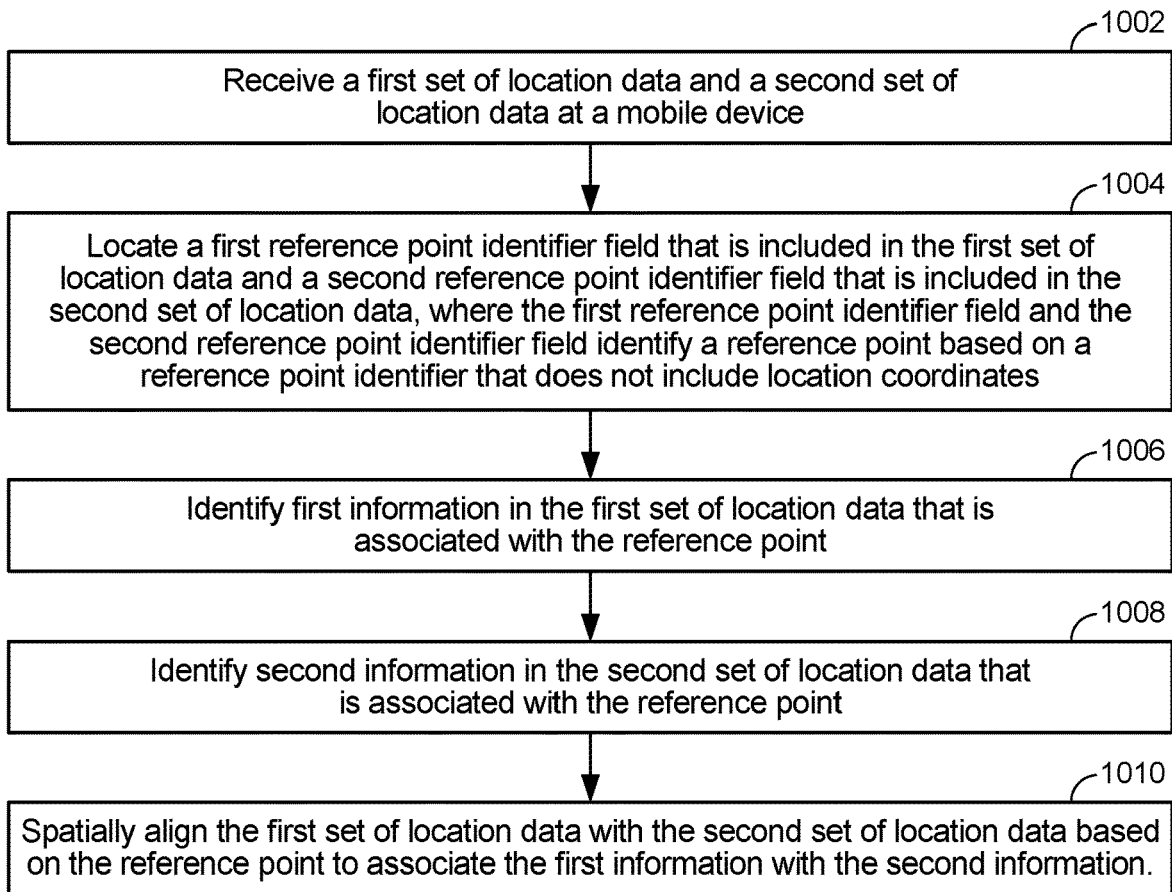 1002
Receive a first set of location data and a second set of
location data at a mobile device
1004
Locate a first reference point identifier field that is included in the first set of
location data and a second reference point identifier field that is included in the
second set of location data, where the first reference point identifier field and the
second reference point identifier field identify a reference point based on a
reference point identifier that does not include location coordinates
1006
Identify first information in the first set of location data that is
associated with the reference point
1008
Identify second information in the second set of location data that
is associated with the reference point
1010
Spatially align the first set of location data with the second set of location data based
on the reference point to associate the first information with the second information.